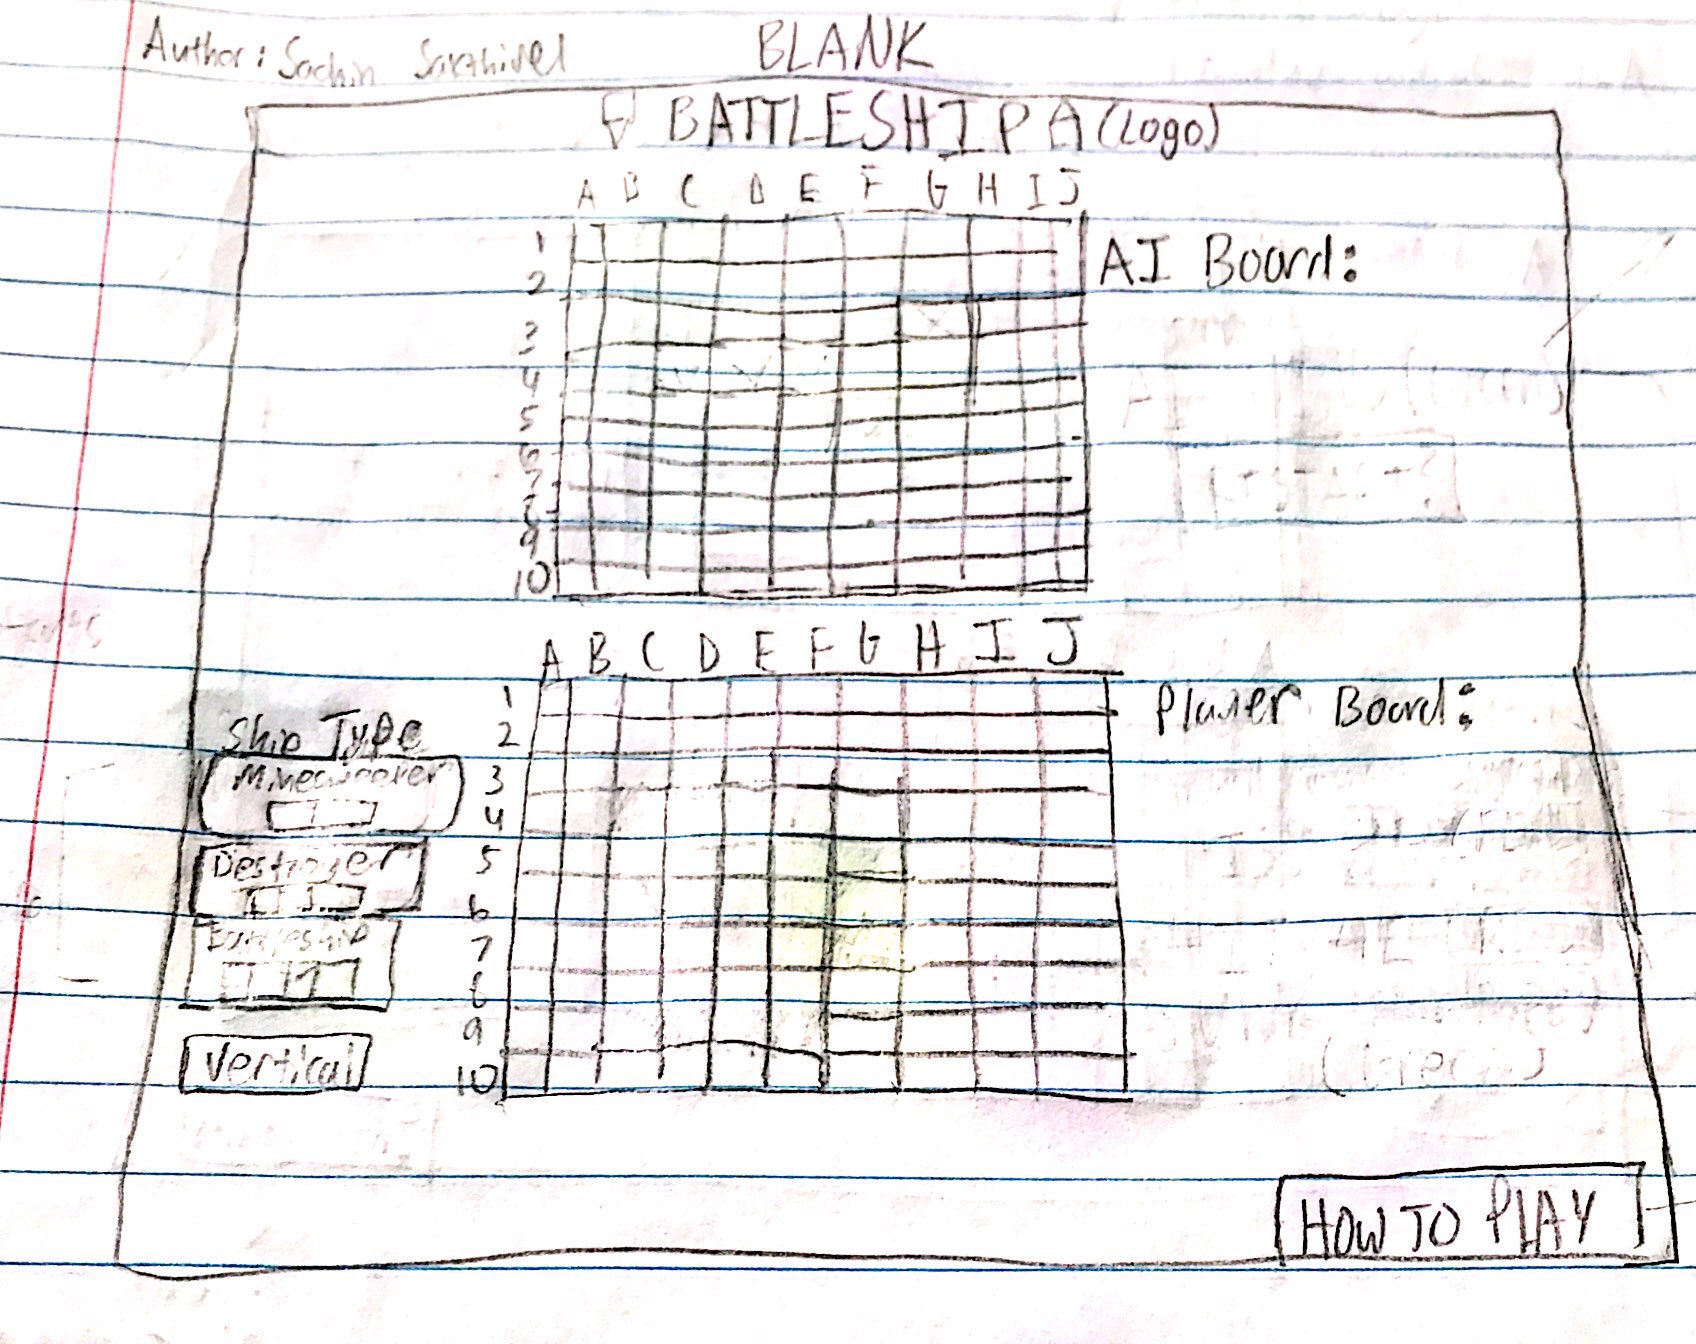 Author: Sachin Sakthivel
BLANK
BATTLESHIP (Logo)
A B C D E F G H I J
AI Board:
1
2
3
4
5
6
7
8
9
10
A B C D E F G H I J
Player Board:
1
2
3
4
5
6
7
8
9
10
Ship Type
Minesweeper
Destroyer
Battleship
Vertical
HOW TO PLAY